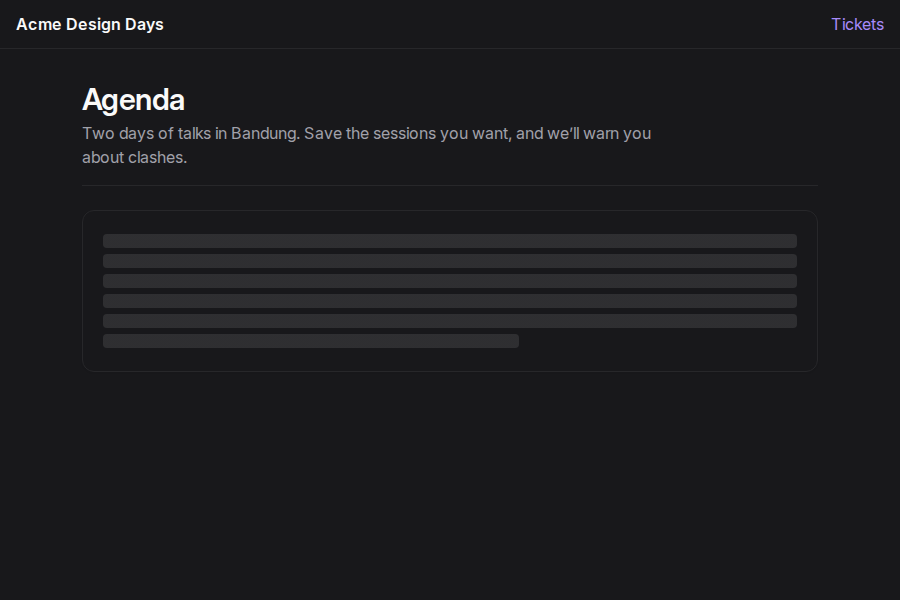 Acme Design Days
Tickets
Agenda
Two days of talks in Bandung. Save the sessions you want, and we’ll warn you
about clashes.